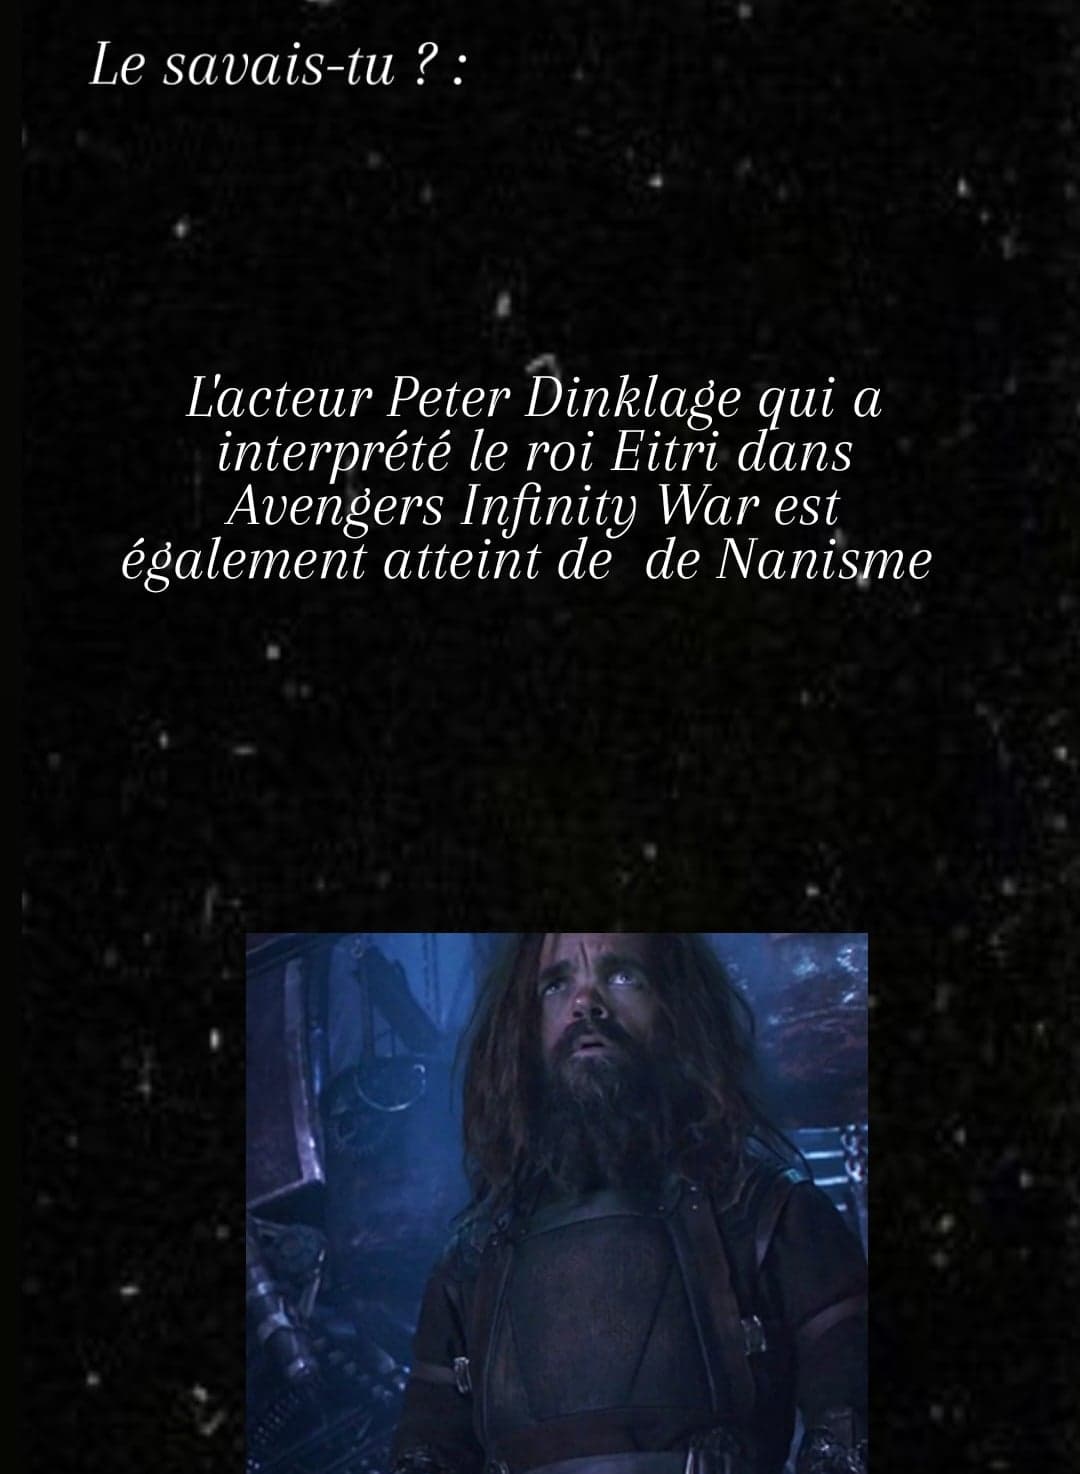 Le savais-tu ? :
L'acteur Peter Dinklage qui a
interprété le roi Eitri dans
Avengers Infinity War est
également atteint de  de Nanisme